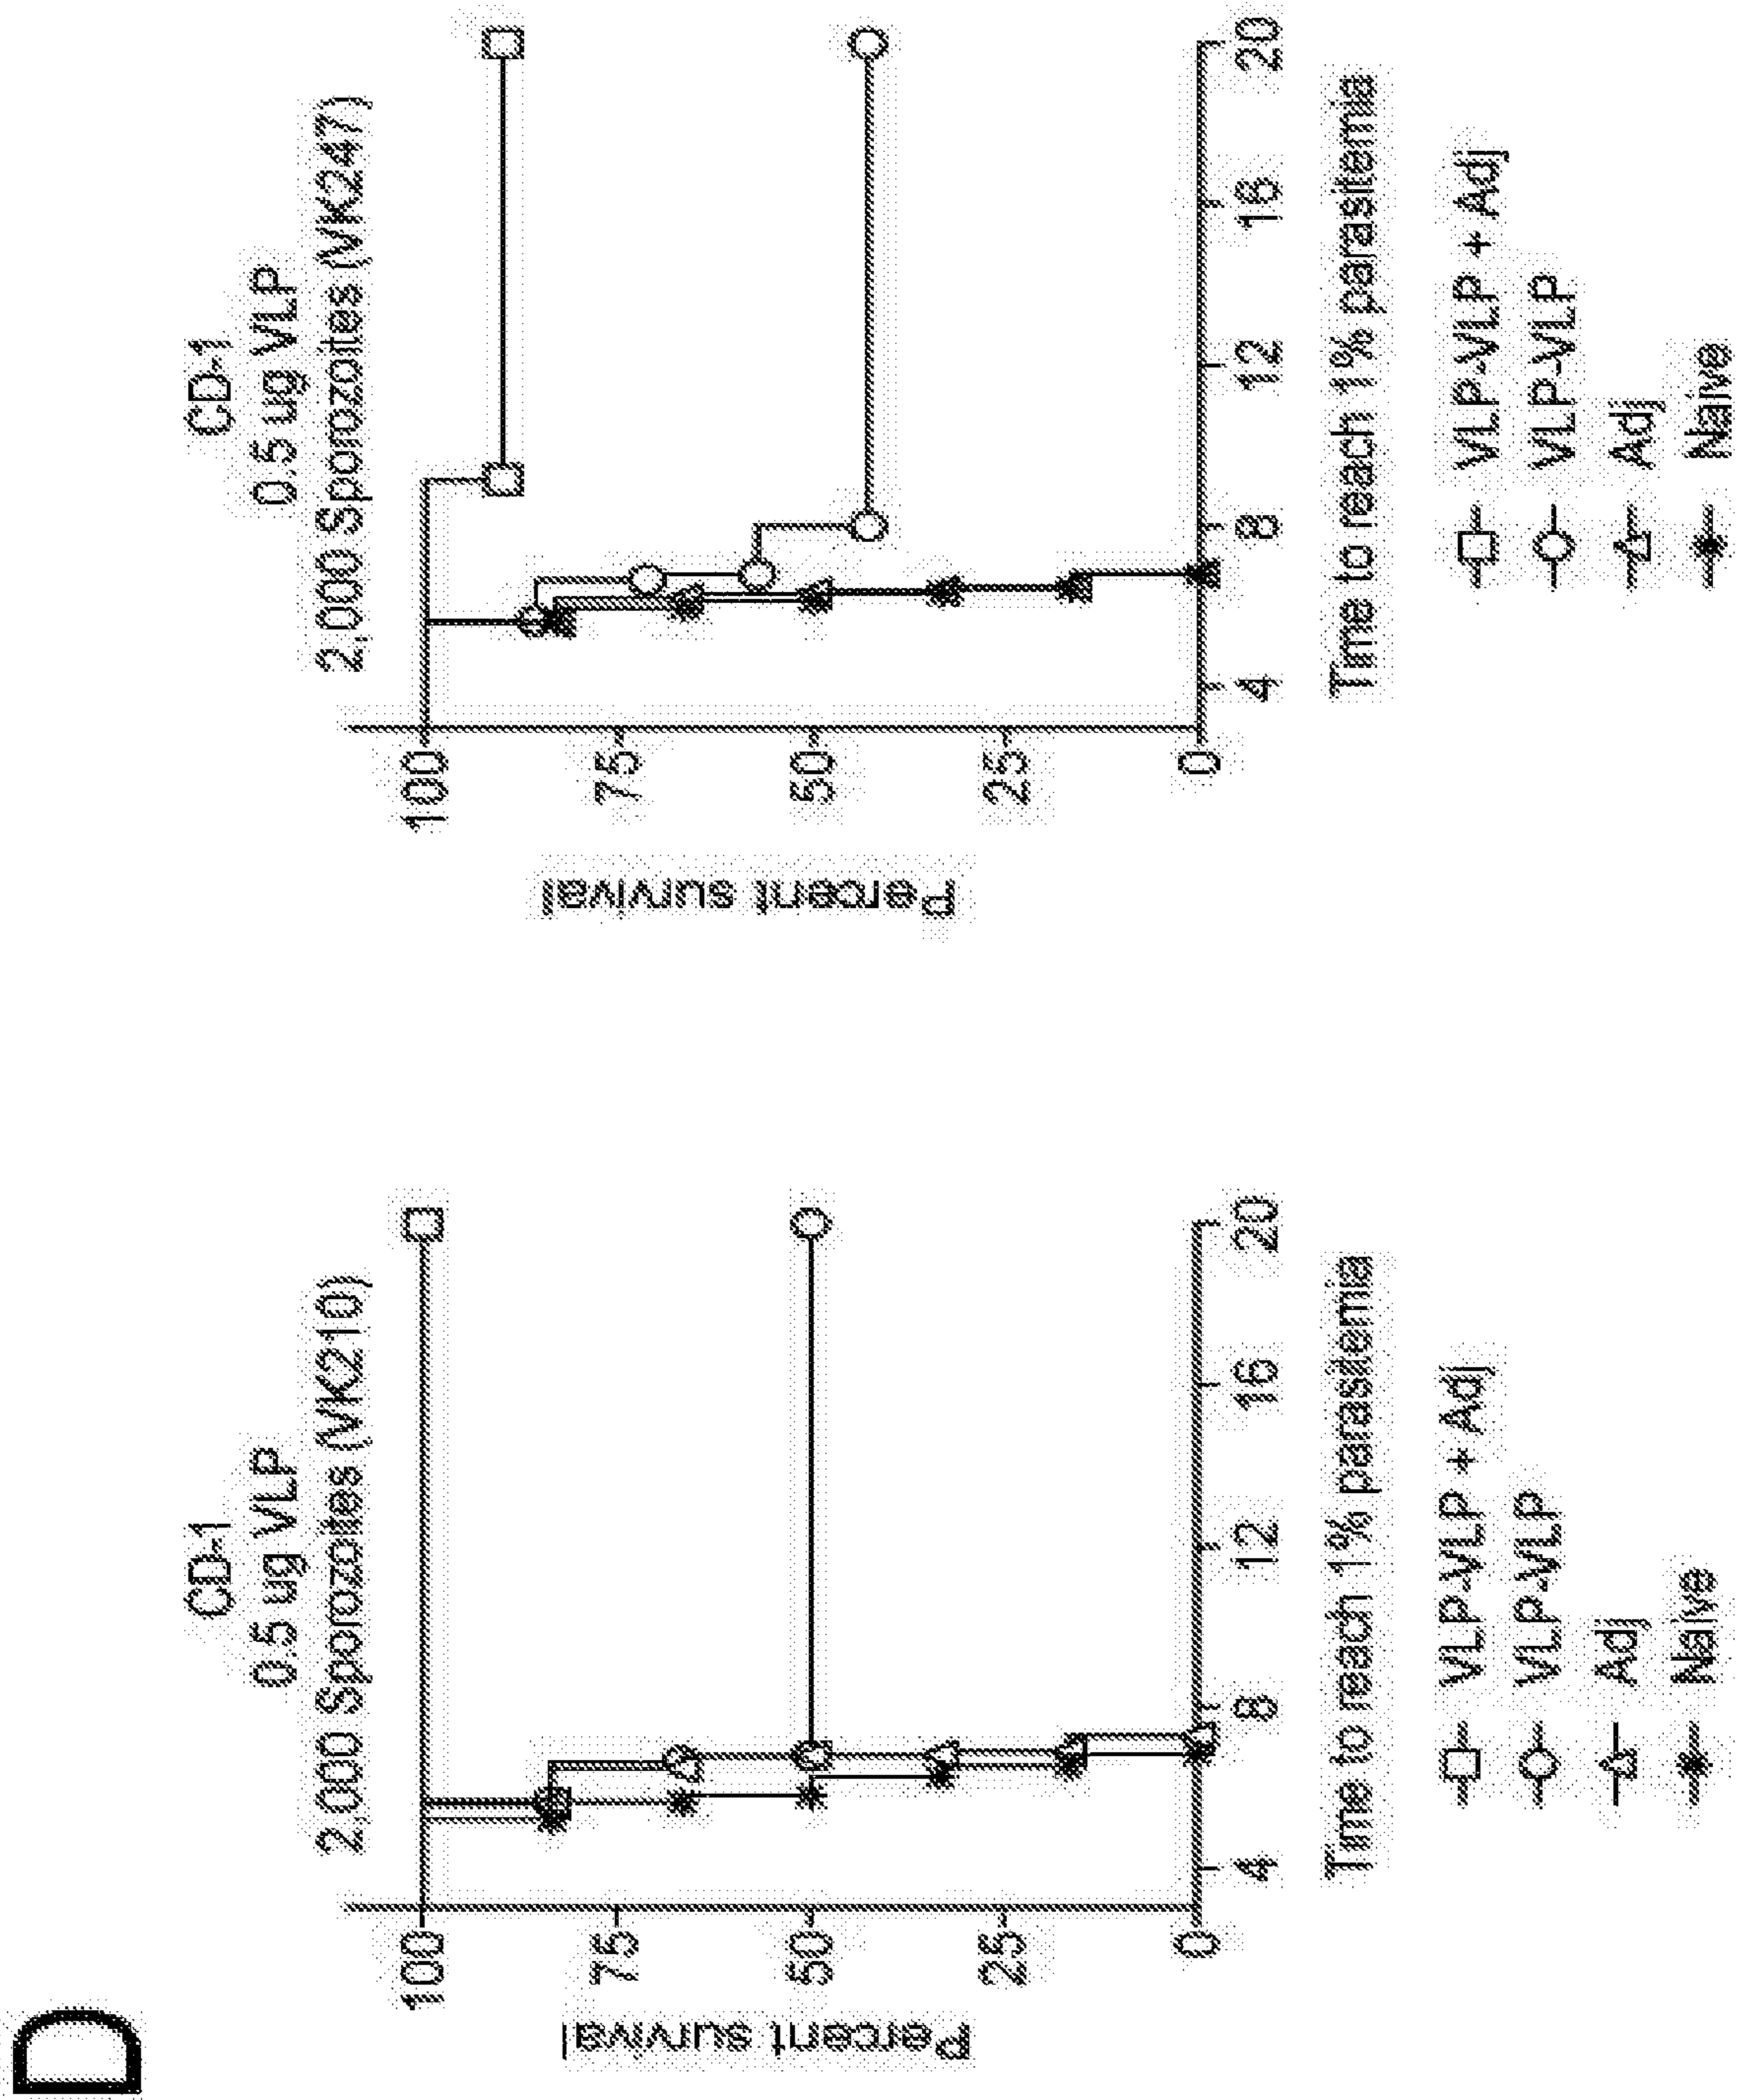 D
CD-1
0.5 ug VLP
2,000 Sporozoites (VK210)
Percent survival
100
75
50
25
0
4
8
12
16
20
Time to reach 1% parasitemia
VLP-VLP + Adj
VLP-VLP
Adj
Naive
CD-1
0.5 ug VLP
2,000 Sporozoites (VK247)
Percent survival
100
75
50
25
0
4
8
12
16
20
Time to reach 1% parasitemia
VLP-VLP + Adj
VLP-VLP
Adj
Naive